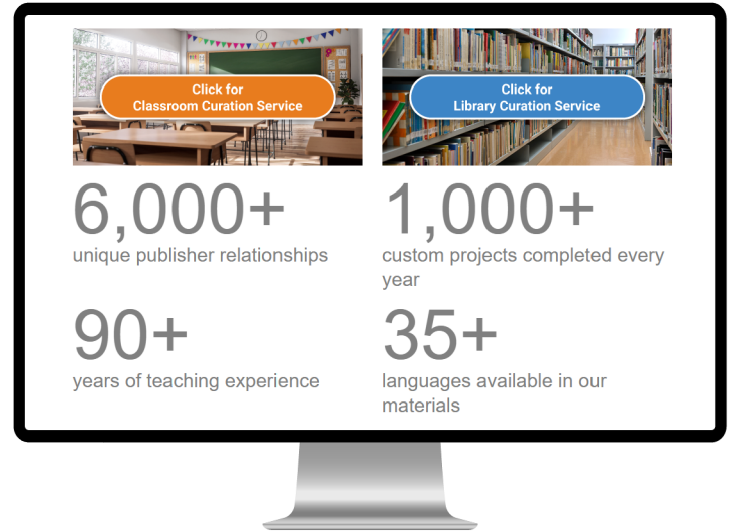 Click for
Classroom Curation Service
Click for
Library Curation Service
6,000+
unique publisher relationships
1,000+
custom projects completed every
year
90+
years of teaching experience
35+
languages available in our
materials